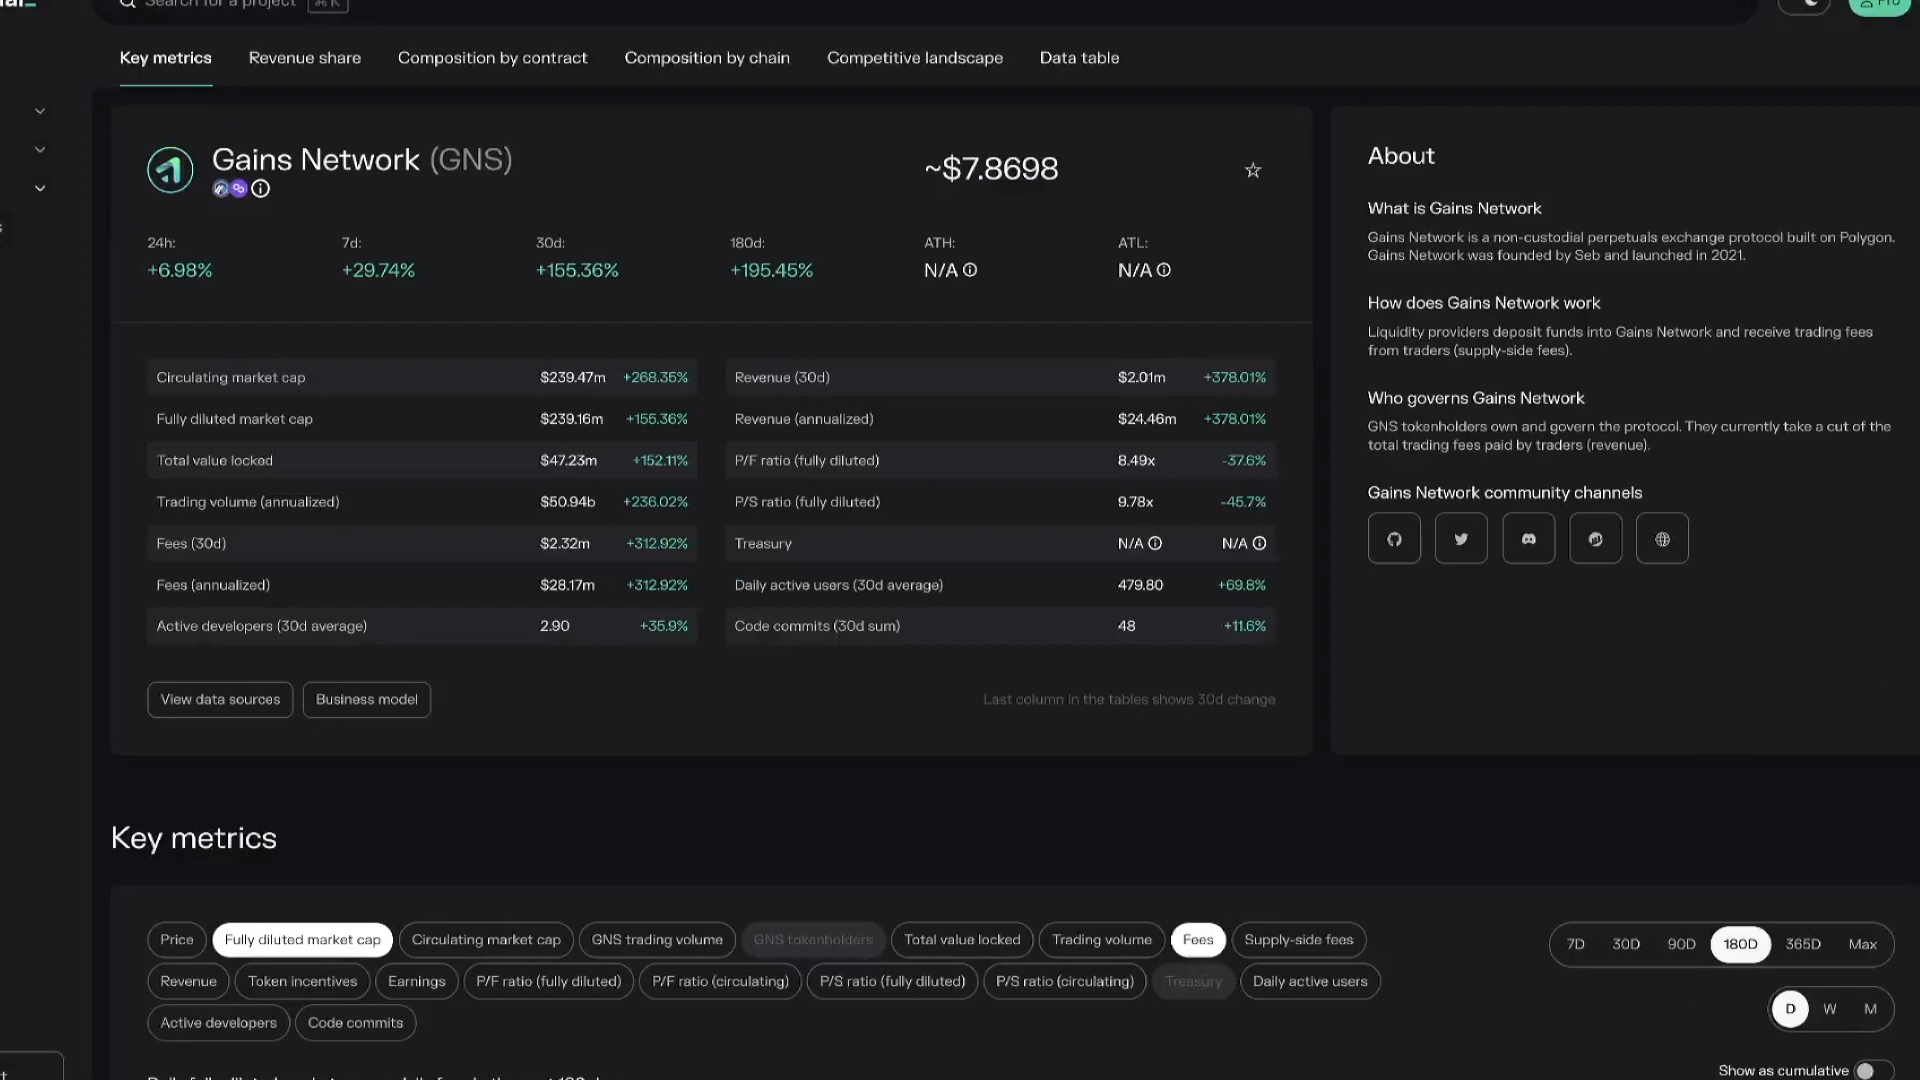 Search for a project
Pro
Key metrics
Revenue share
Composition by contract
Composition by chain
Competitive landscape
Data table
Gains Network (GNS)
~$7.8698
24h:
+6.98%
7d:
+29.74%
30d:
+155.36%
180d:
+195.45%
ATH:
N/A
ATL:
N/A
Circulating market cap $239.47m +268.35%
Fully diluted market cap $239.16m +155.36%
Total value locked $47.23m +152.11%
Trading volume (annualized) $50.94b +236.02%
Fees (30d) $2.32m +312.92%
Fees (annualized) $28.17m +312.92%
Active developers (30d average) 2.90 +35.9%
Revenue (30d) $2.01m +378.01%
Revenue (annualized) $24.46m +378.01%
P/F ratio (fully diluted) 8.49x -37.6%
P/S ratio (fully diluted) 9.78x -45.7%
Treasury N/A N/A
Daily active users (30d average) 479.80 +69.8%
Code commits (30d sum) 48 +11.6%
View data sources
Business model
Last column in the tables shows 30d change
About
What is Gains Network
Gains Network is a non-custodial perpetuals exchange protocol built on Polygon.
Gains Network was founded by Seb and launched in 2021.
How does Gains Network work
Liquidity providers deposit funds into Gains Network and receive trading fees
from traders (supply-side fees).
Who governs Gains Network
GNS tokenholders own and govern the protocol. They currently take a cut of the
total trading fees paid by traders (revenue).
Gains Network community channels
Key metrics
Price Fully diluted market cap Circulating market cap GNS trading volume GNS tokenholders Total value locked Trading volume Fees Supply-side fees
Revenue Token incentives Earnings P/F ratio (fully diluted) P/F ratio (circulating) P/S ratio (fully diluted) P/S ratio (circulating) Treasury Daily active users
Active developers Code commits
7D 30D 90D 180D 365D Max
D W M
Show as cumulative